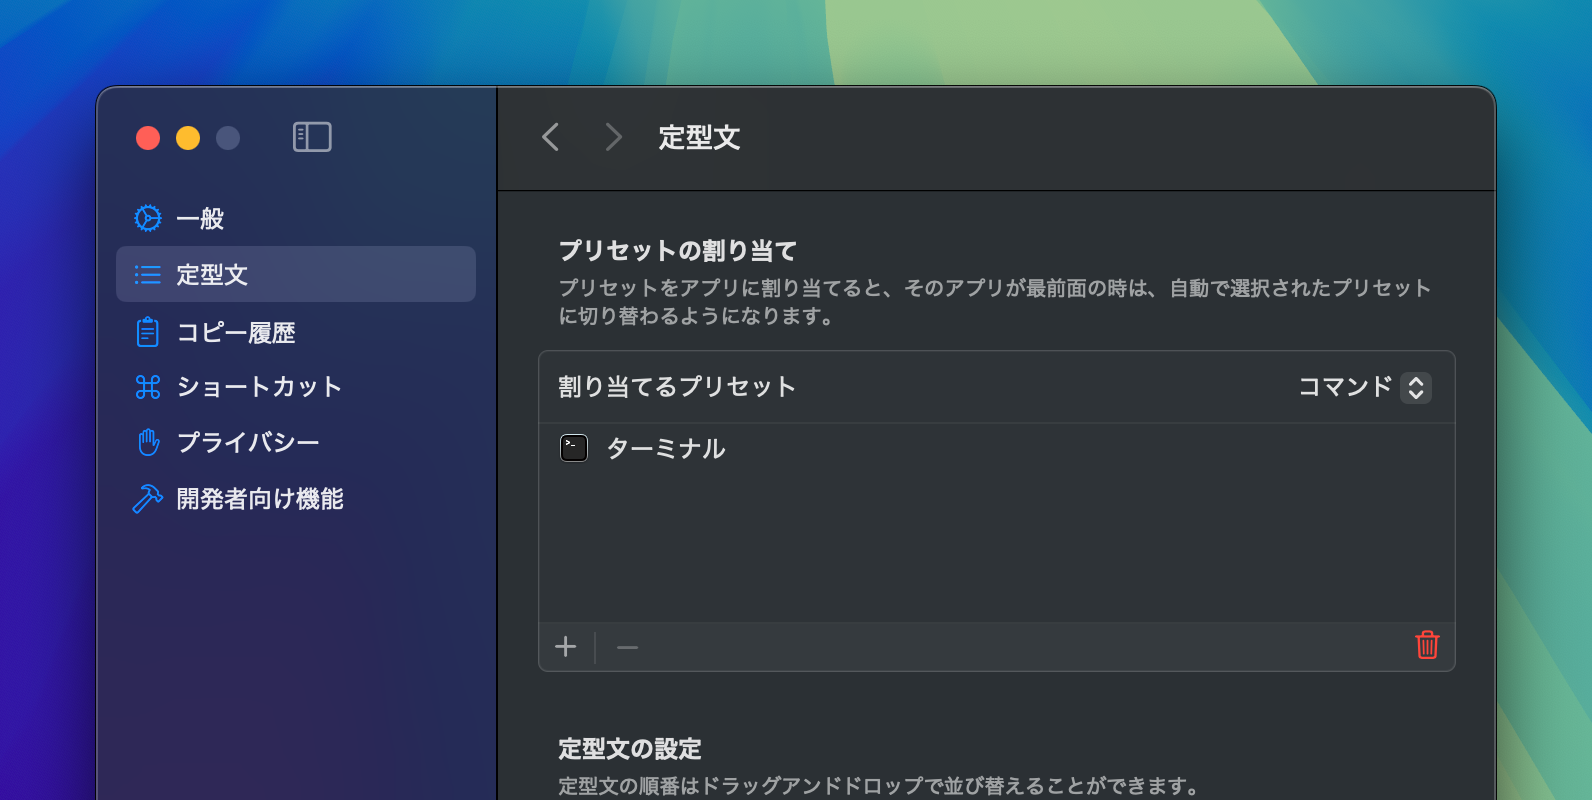 一般
定型文
コピー履歴
ショートカット
プライバシー
開発者向け機能
定型文
プリセットの割り当て
プリセットをアプリに割り当てると、そのアプリが最前面の時は、自動で選択されたプリセット
に切り替わるようになります。
割り当てるプリセット
コマンド
ターミナル
定型文の設定
定型文の順番はドラッグアンドドロップで並び替えることができます。